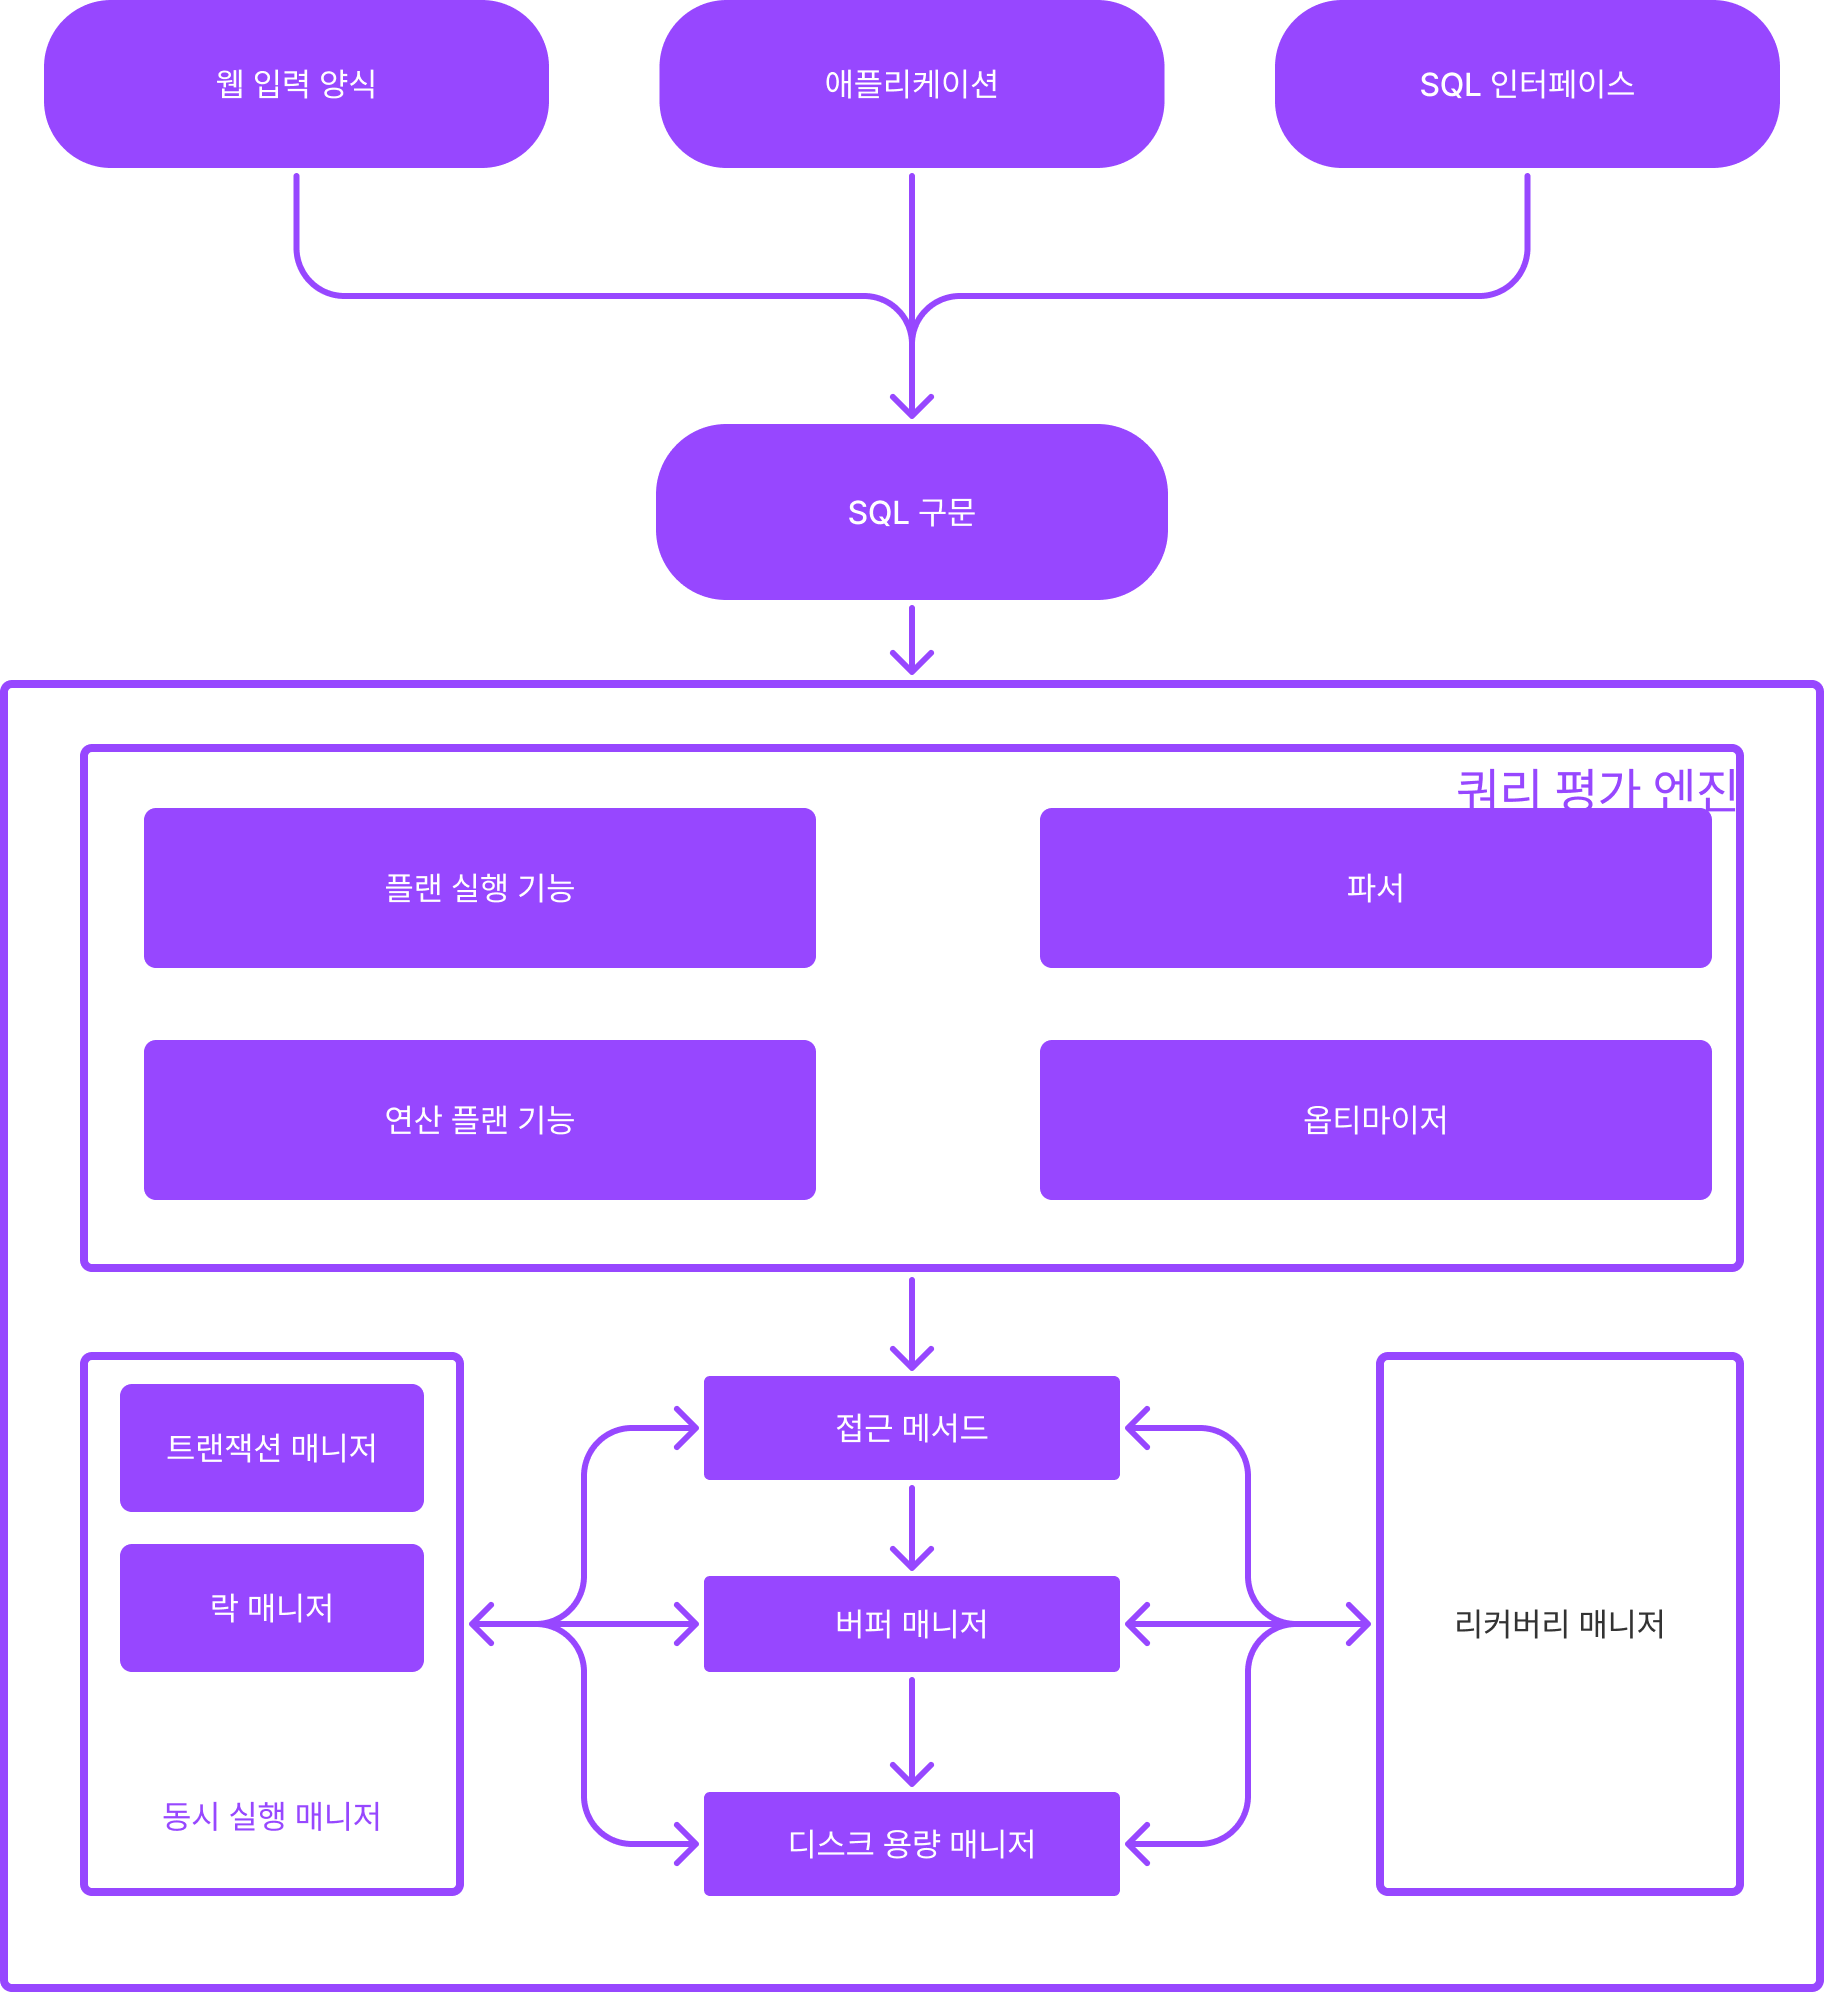 웹 입력 양식
애플리케이션
SQL 인터페이스
SQL 구문
쿼리 평가 엔진
플랜 실행 기능
파서
연산 플랜 기능
옵티마이저
트랜잭션 매니저
락 매니저
동시 실행 매니저
접근 메서드
버퍼 매니저
디스크 용량 매니저
리커버리 매니저